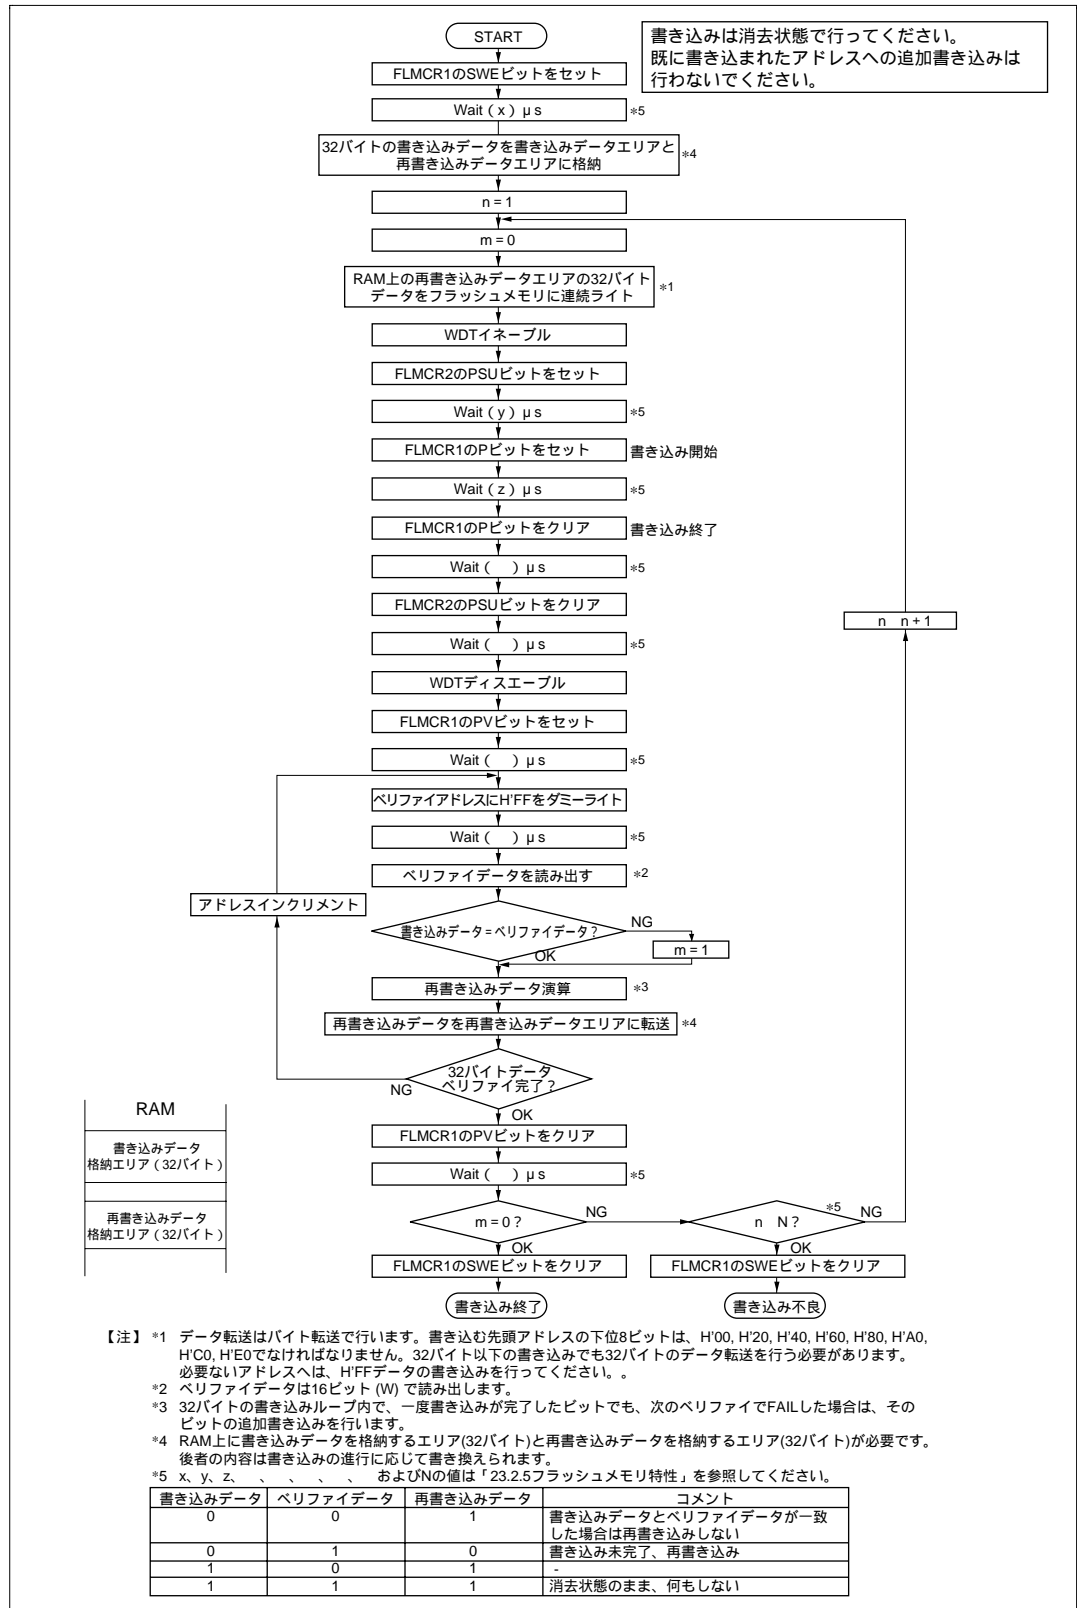 START
書き込みは消去状態で行ってください。
既に書き込まれたアドレスへの追加書き込みは
行わないでください。
FLMCR1のSWEビットをセット
Wait（x）μs *5
32バイトの書き込みデータを書き込みデータエリアと
再書き込みデータエリアに格納 *4
n = 1
m = 0
RAM上の再書き込みデータエリアの32バイト
データをフラッシュメモリに連続ライト *1
WDTイネーブル
FLMCR2のPSUビットをセット
Wait（y）μs *5
FLMCR1のPビットをセット 書き込み開始
Wait（z）μs *5
FLMCR1のPビットをクリア 書き込み終了
Wait（　）μs *5
FLMCR2のPSUビットをクリア
n　n + 1
Wait（　）μs *5
WDTディスエーブル
FLMCR1のPVビットをセット
Wait（　）μs *5
ベリファイアドレスにH'FFをダミーライト
Wait（　）μs *5
ベリファイデータを読み出す *2
アドレスインクリメント
書き込みデータ = ベリファイデータ？ NG
m = 1
OK
再書き込みデータ演算 *3
再書き込みデータを再書き込みデータエリアに転送 *4
32バイトデータ
ベリファイ完了？
NG
OK
RAM
FLMCR1のPVビットをクリア
書き込みデータ
格納エリア（32バイト）
Wait（　）μs *5
再書き込みデータ
格納エリア（32バイト）
m = 0？ NG
n　N？ *5 NG
OK OK
FLMCR1のSWEビットをクリア FLMCR1のSWEビットをクリア
書き込み終了 書き込み不良
【注】 *1 データ転送はバイト転送で行います。書き込む先頭アドレスの下位8ビットは、H'00, H'20, H'40, H'60, H'80, H'A0,
H'C0, H'E0でなければなりません。32バイト以下の書き込みでも32バイトのデータ転送を行う必要があります。
必要ないアドレスへは、H'FFデータの書き込みを行ってください。。
*2 ベリファイデータは16ビット (W) で読み出します。
*3 32バイトの書き込みループ内で、一度書き込みが完了したビットでも、次のベリファイでFAILした場合は、その
ビットの追加書き込みを行います。
*4 RAM上に書き込みデータを格納するエリア(32バイト)と再書き込みデータを格納するエリア(32バイト)が必要です。
後者の内容は書き込みの進行に応じて書き換えられます。
*5 x、y、z、　、　、　、　、　およびNの値は「23.2.5フラッシュメモリ特性」を参照してください。
書き込みデータ ベリファイデータ 再書き込みデータ コメント
0 0 1 書き込みデータとベリファイデータが一致
した場合は再書き込みしない
0 1 0 書き込み未完了、再書き込み
1 0 1 -
1 1 1 消去状態のまま、何もしない